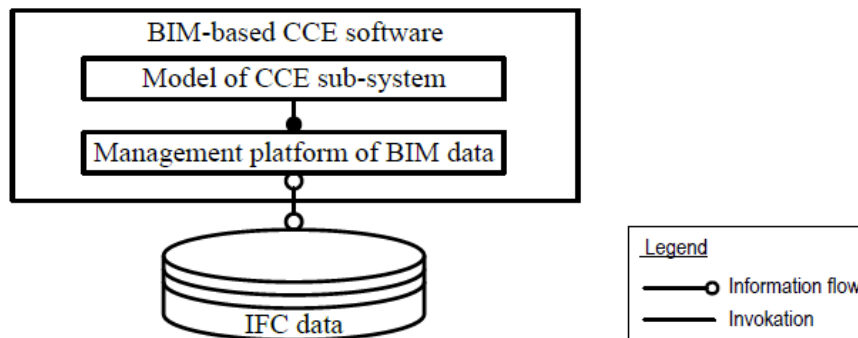 BIM-based CCE software
Model of CCE sub-system
Management platform of BIM data
IFC data
Legend
Information flow
Invokation